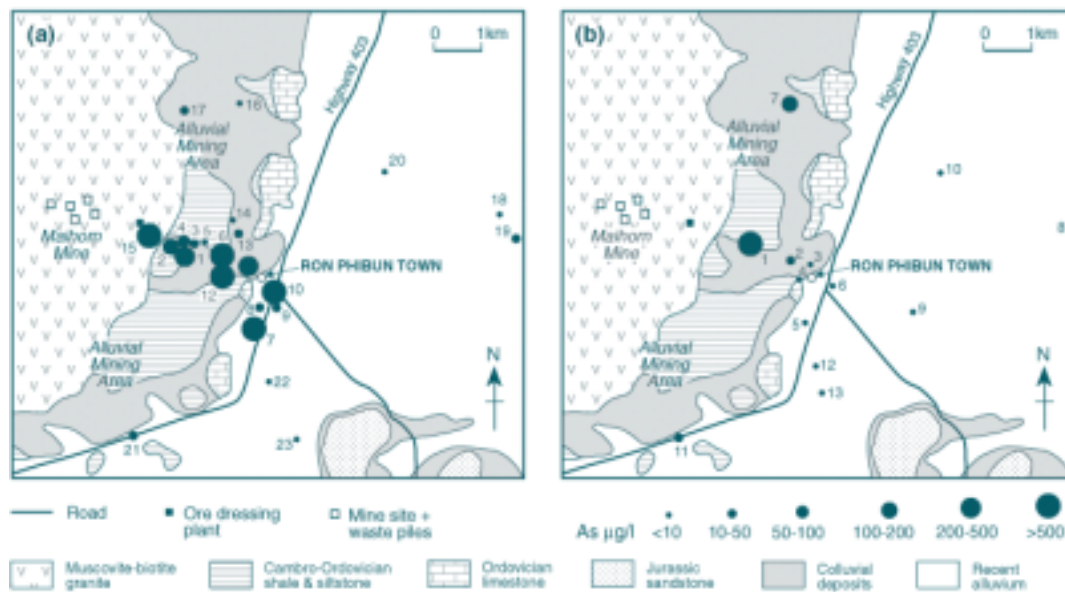 (a)
0 1km
Highway 403
17
16
Alluvial
Mining
Area
20
18
19
14
4 3 5
6
13
15
2
1
Maihorn
Mine
RON PHIBUN TOWN
12
10
8
9
7
Alluvial
Mining
Area
22
N
21
23
(b)
0 1km
Highway 403
7
Alluvial
Mining
Area
10
8
Maihorn
Mine
1
2
3
RON PHIBUN TOWN
4
6
9
5
Alluvial
Mining
Area
12
13
N
11
Road
Ore dressing
plant
Mine site +
waste piles
As µg/l <10 10-50 50-100 100-200 200-500 >500
Muscovite-biotite
granite
Cambro-Ordovician
shale & siltstone
Ordovician
limestone
Jurassic
sandstone
Colluvial
deposits
Recent
alluvium